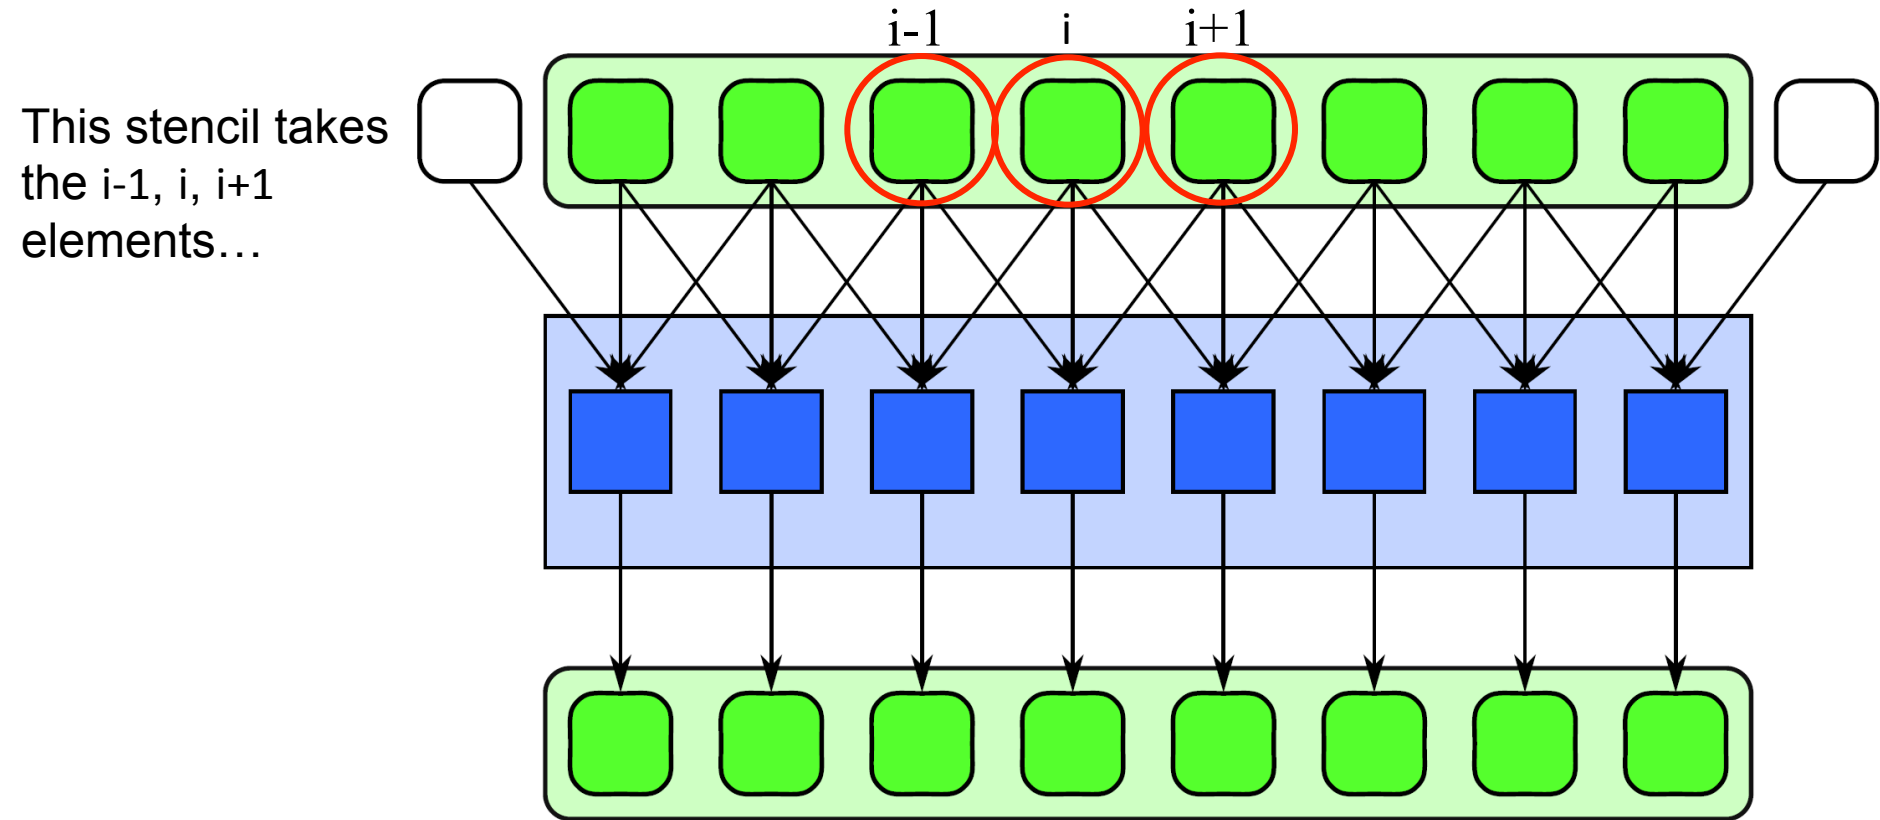 i-1 i i+1
This stencil takes
the i-1, i, i+1
elements…